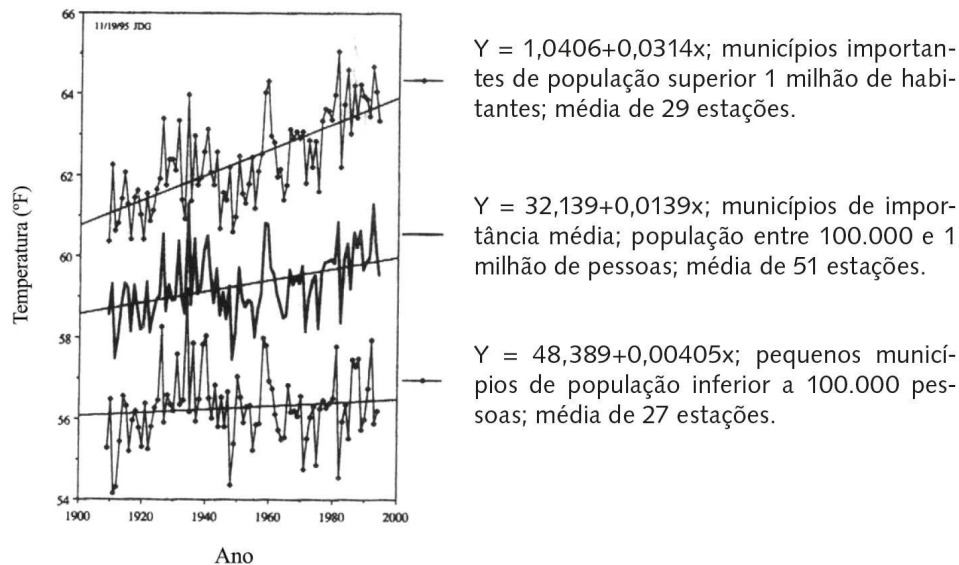 66
11/19/95 JDG
64
62
60
58
56
54
1900
1920
1940
1960
1980
2000
Temperatura (ºF)
Ano
Y = 1,0406+0,0314x; municípios importan-
tes de população superior 1 milhão de habi-
tantes; média de 29 estações.
Y = 32,139+0,0139x; municípios de impor-
tância média; população entre 100.000 e 1
milhão de pessoas; média de 51 estações.
Y = 48,389+0,00405x; pequenos municí-
pios de população inferior a 100.000 pes-
soas; média de 27 estações.